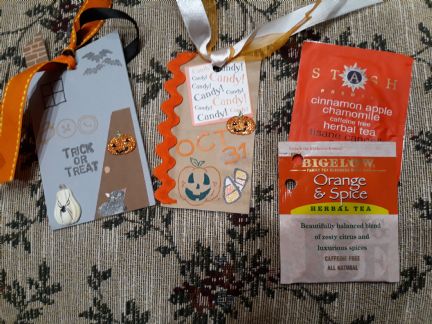 TRICK
OR
TREAT
Candy!
Candy!
Candy!
Candy!
Candy!
Candy!
Candy!
OCT
31
STASH
cinnamon apple
chamomile
caffeine free
herbal tea
BIGELOW
Orange
& Spice
HERBAL TEA
Beautifully balanced
blend
of zesty citrus and
luxurious spices
CAFFEINE FREE
ALL NATURAL